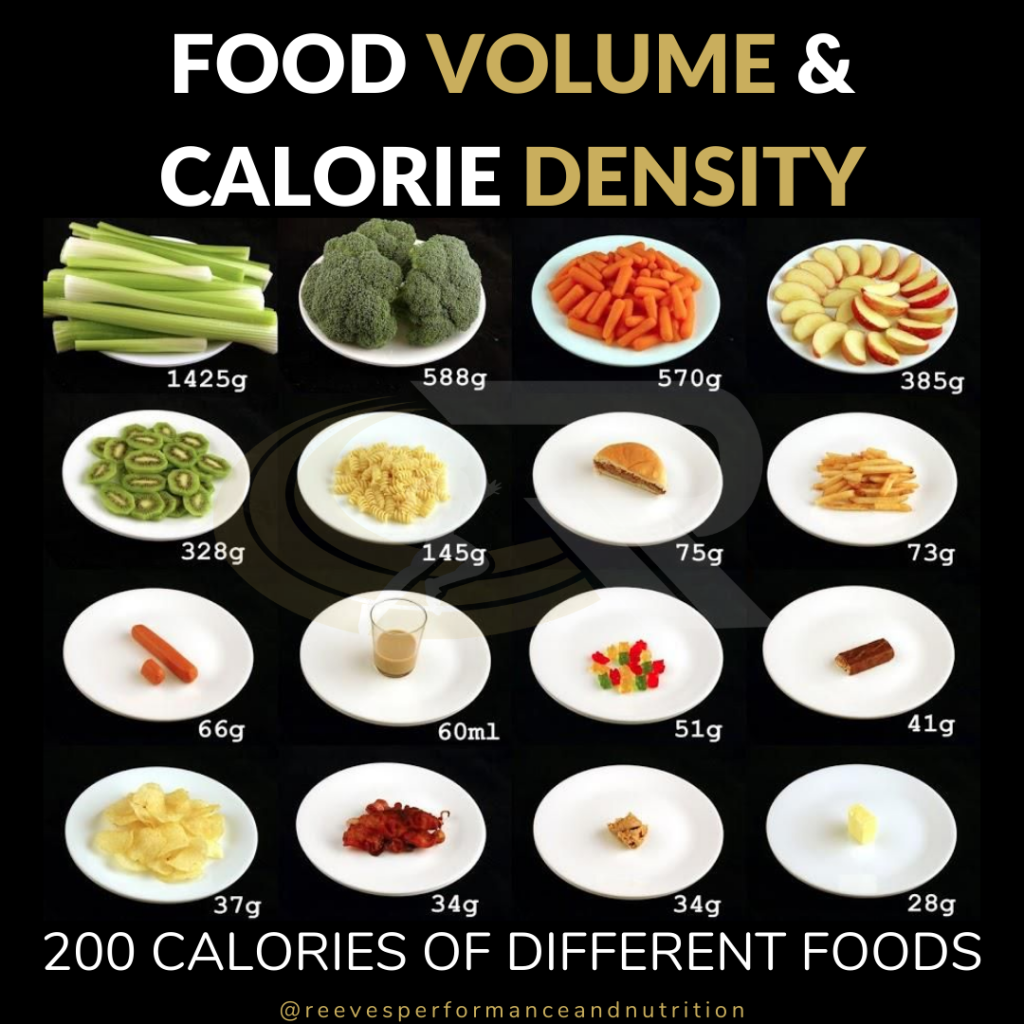 FOOD VOLUME &
CALORIE DENSITY
1425g
588g
570g
385g
328g
145g
75g
73g
66g
60ml
51g
41g
37g
34g
34g
28g
200 CALORIES OF DIFFERENT FOODS
@reevesperformanceandnutrition